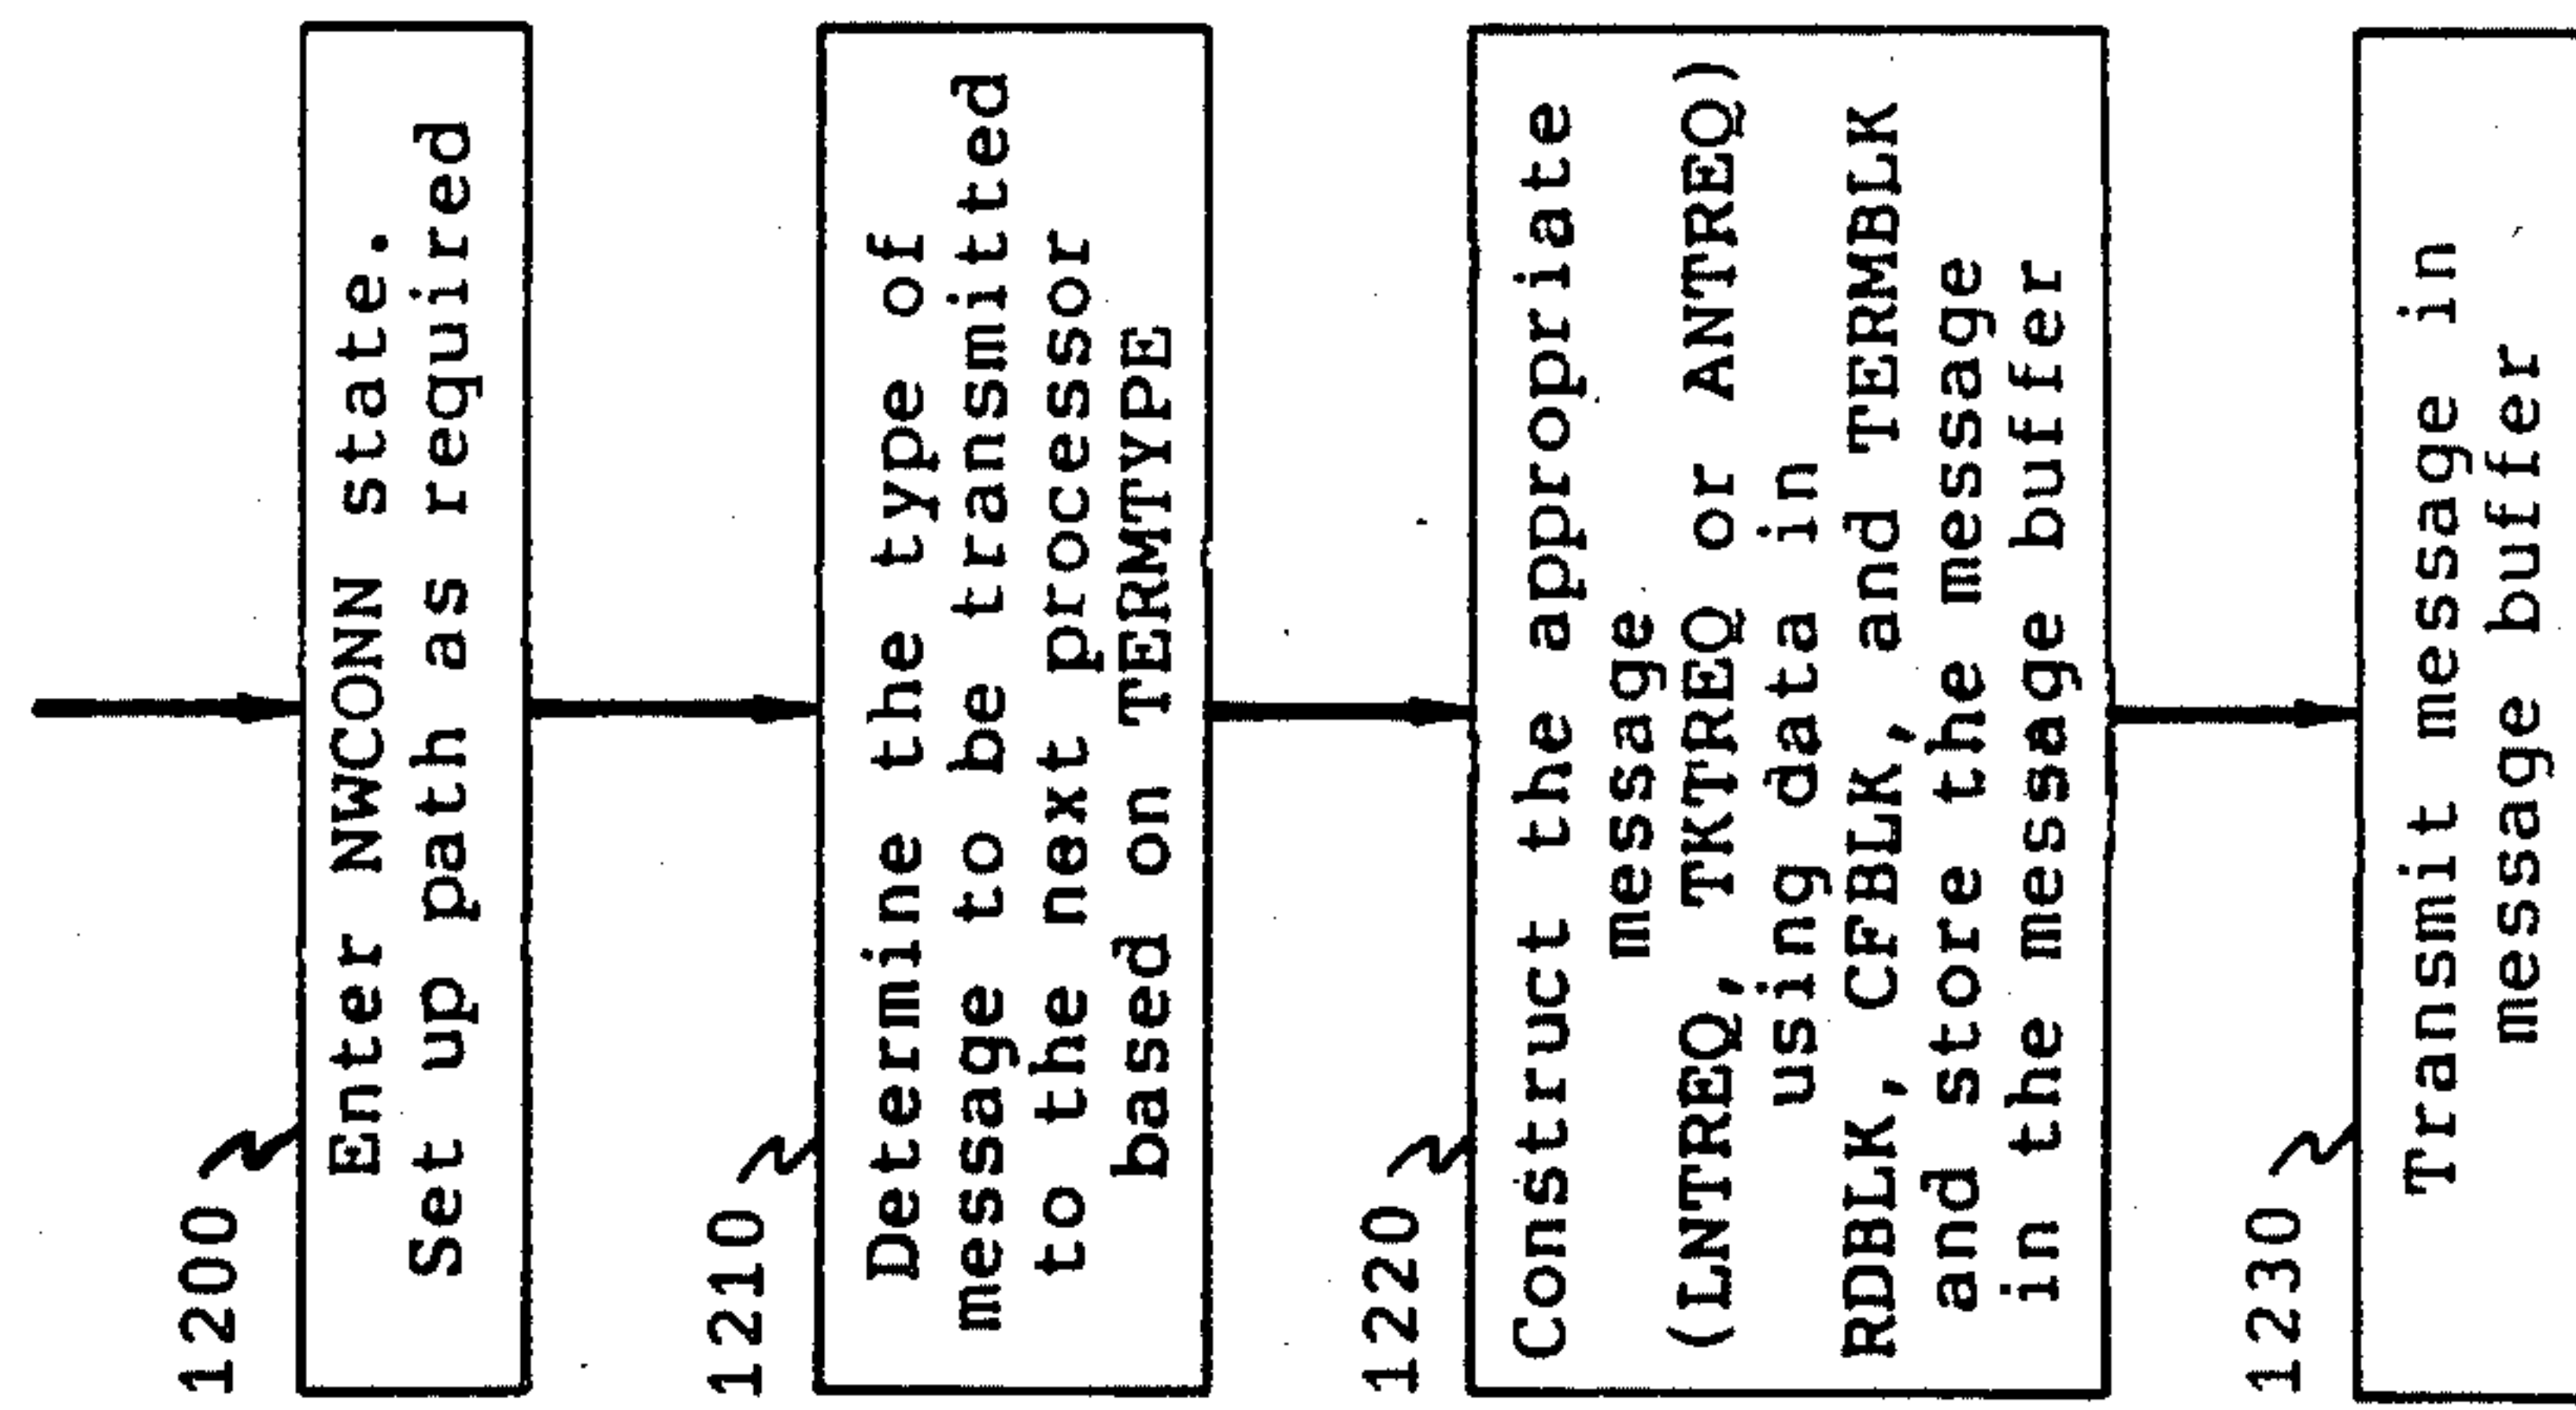 1200
Enter NWCONN state.
Set up path as required
1210
Determine the type of
message to be transmitted
to the next processor
based on TERMTYPE
1220
Construct the appropriate
message
(LNTREQ, TKTREQ or ANTREQ)
using data in
RDBLK, CFBLK, and TERMBLK
and store the message
in the message buffer
1230
Transmit message in
message buffer